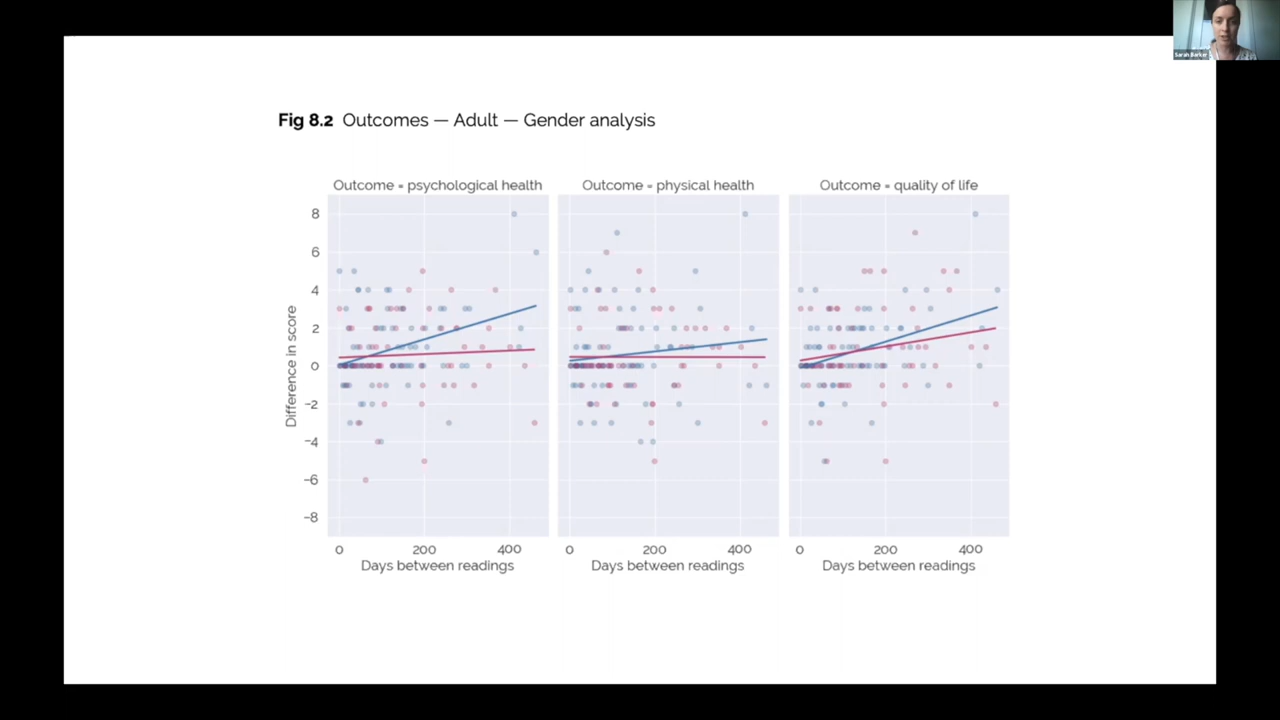 Sarah Barker
Fig 8.2 Outcomes — Adult — Gender analysis
Outcome = psychological health
Outcome = physical health
Outcome = quality of life
Difference in score
8
6
4
2
0
−2
−4
−6
−8
0 200 400
0 200 400
0 200 400
Days between readings
Days between readings
Days between readings